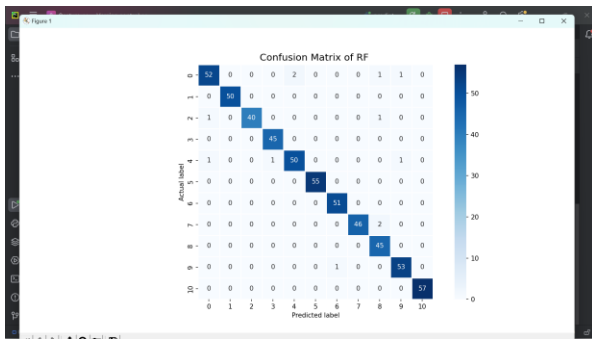 Figure 1
Confusion Matrix of RF
0 52 0 0 0 2 0 0 0 1 1 0
1 0 50 0 0 0 0 0 0 0 0 0
2 1 0 40 0 0 0 0 0 1 0 0
3 0 0 0 45 0 0 0 0 0 0 0
4 1 0 0 1 50 0 0 0 0 1 0
5 0 0 0 0 0 55 0 0 0 0 0
6 0 0 0 0 0 0 51 0 0 0 0
7 0 0 0 0 0 0 0 46 2 0 0
8 0 0 0 0 0 0 0 0 45 0 0
9 0 0 0 0 0 0 1 0 0 53 0
10 0 0 0 0 0 0 0 0 0 0 57
0 1 2 3 4 5 6 7 8 9 10
Predicted label
Actual label
50
40
30
20
10
0